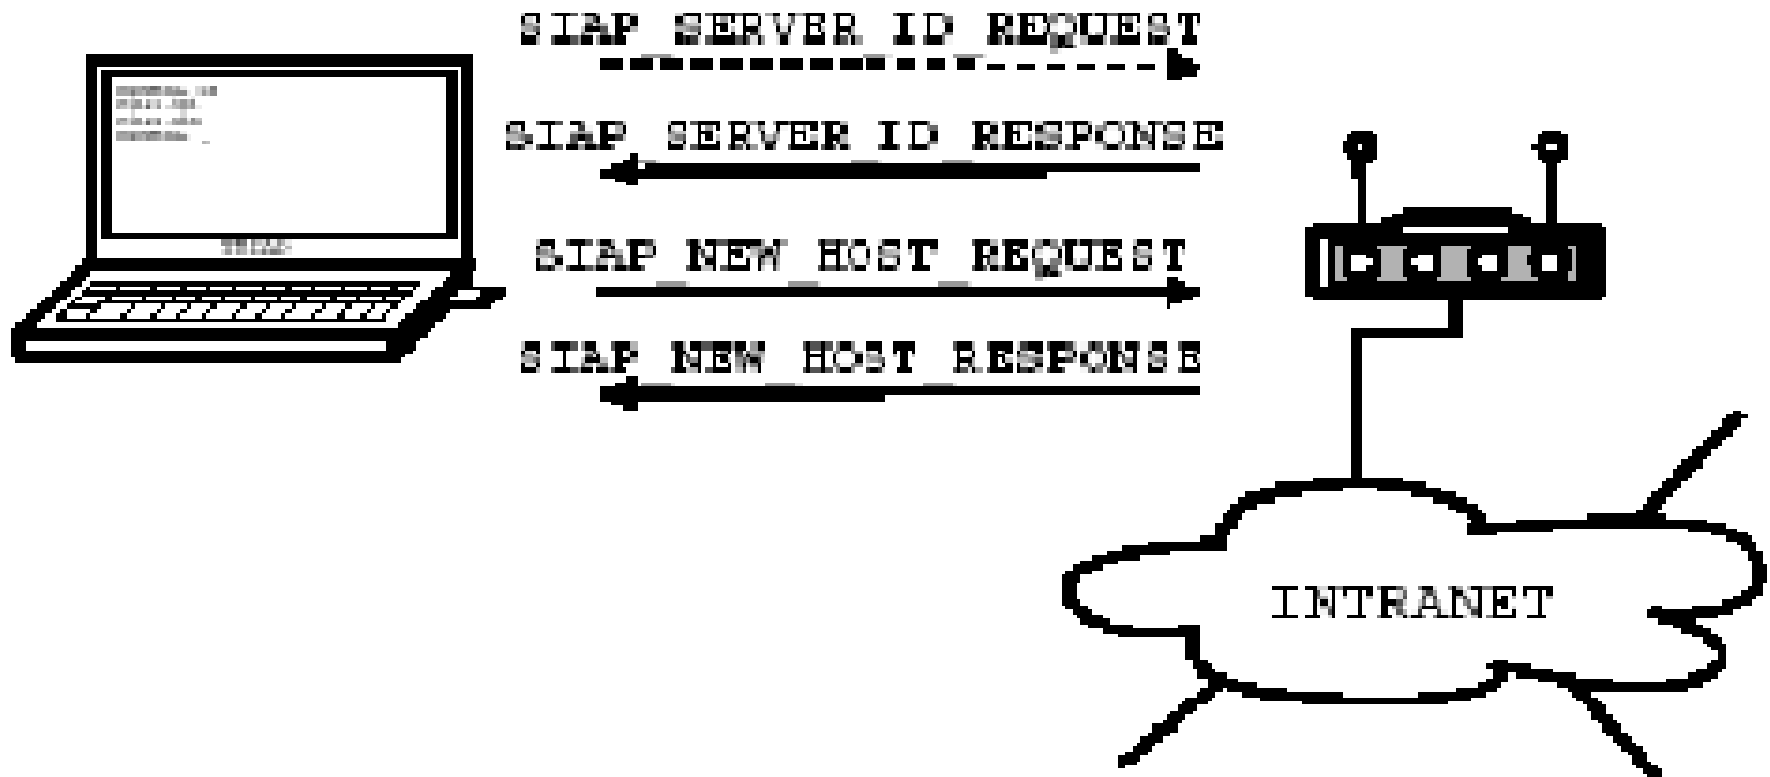 SIAP_SERVER_ID_REQUEST
SIAP_SERVER_ID_RESPONSE
SIAP_NEW_HOST_REQUEST
SIAP_NEW_HOST_RESPONSE
INTRANET